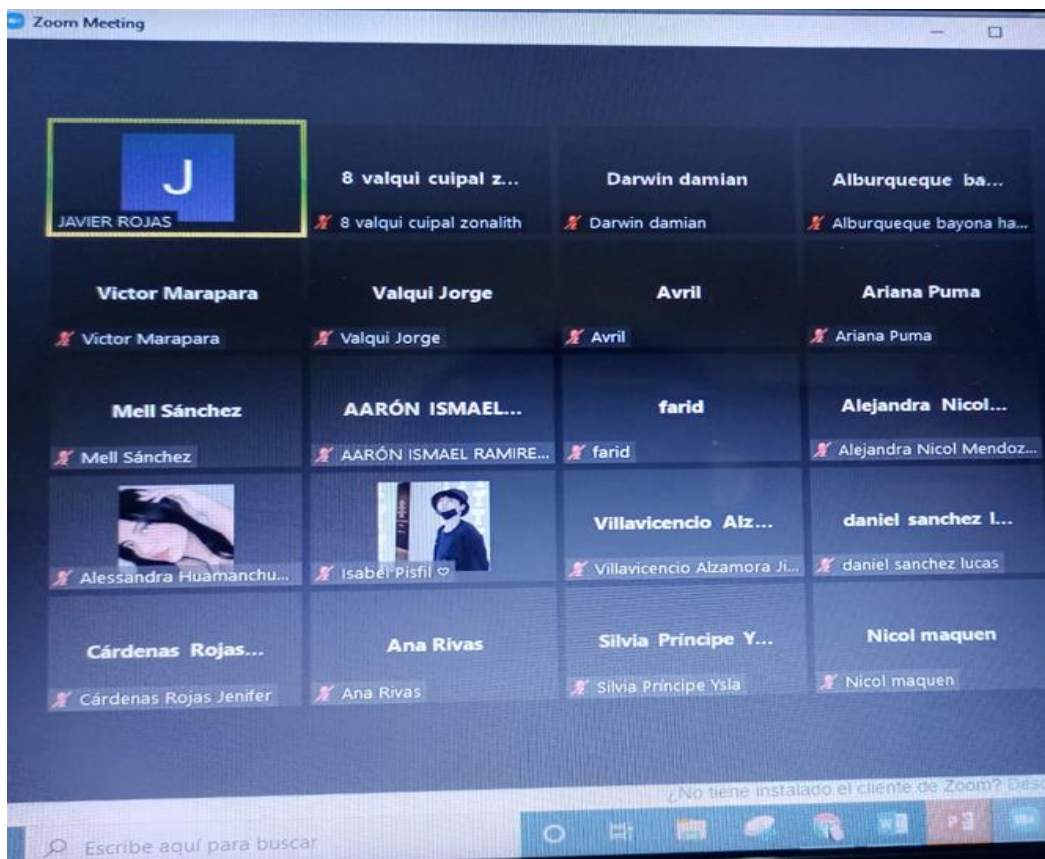 Zoom Meeting
J
JAVIER ROJAS
8 valqui cuipal z...
8 valqui cuipal zonalith
Darwin damian
Darwin damian
Alburqueque ba...
Alburqueque bayona ha...
Victor Marapara
Victor Marapara
Valqui Jorge
Valqui Jorge
Avril
Avril
Ariana Puma
Ariana Puma
Mell Sánchez
Mell Sánchez
AARÓN ISMAEL...
AARÓN ISMAEL RAMIRE...
farid
farid
Alejandra Nicol...
Alejandra Nicol Mendoz...
Alessandra Huamanchu...
Isabel Pisfil ♡
Villavicencio Alz...
Villavicencio Alzamora Ji...
daniel sanchez l...
daniel sanchez lucas
Cárdenas Rojas...
Cárdenas Rojas Jenifer
Ana Rivas
Ana Rivas
Silvia Príncipe Y...
Silvia Príncipe Ysla
Nicol maquen
Nicol maquen
¿No tiene instalado el cliente de Zoom? Desc
Escribe aquí para buscar
W
P